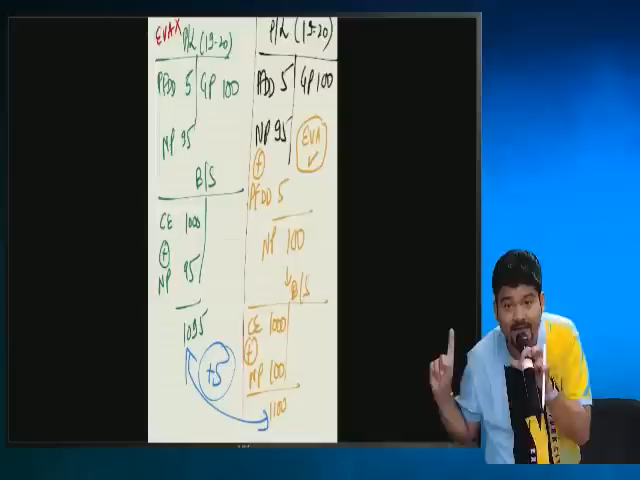 EVA X
P/L (19-20)
PFDD 5 GP 100
NP 95
B/S
CE 1000
+
NP 95
1095
+5
P/L (19-20)
PFDD 5 GP 100
NP 95 EVA ✓
+
PFDD 5
NP 100
↓ B/S
CE 1000
+
NP 100
1100